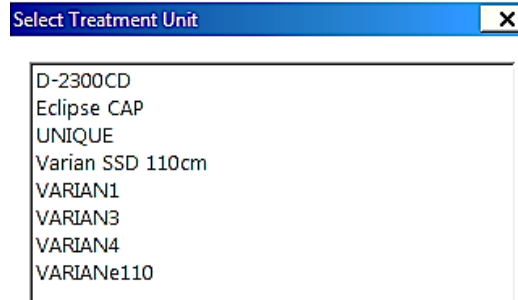 Select Treatment Unit
D-2300CD
Eclipse CAP
UNIQUE
Varian SSD 110cm
VARIAN1
VARIAN3
VARIAN4
VARIANe110